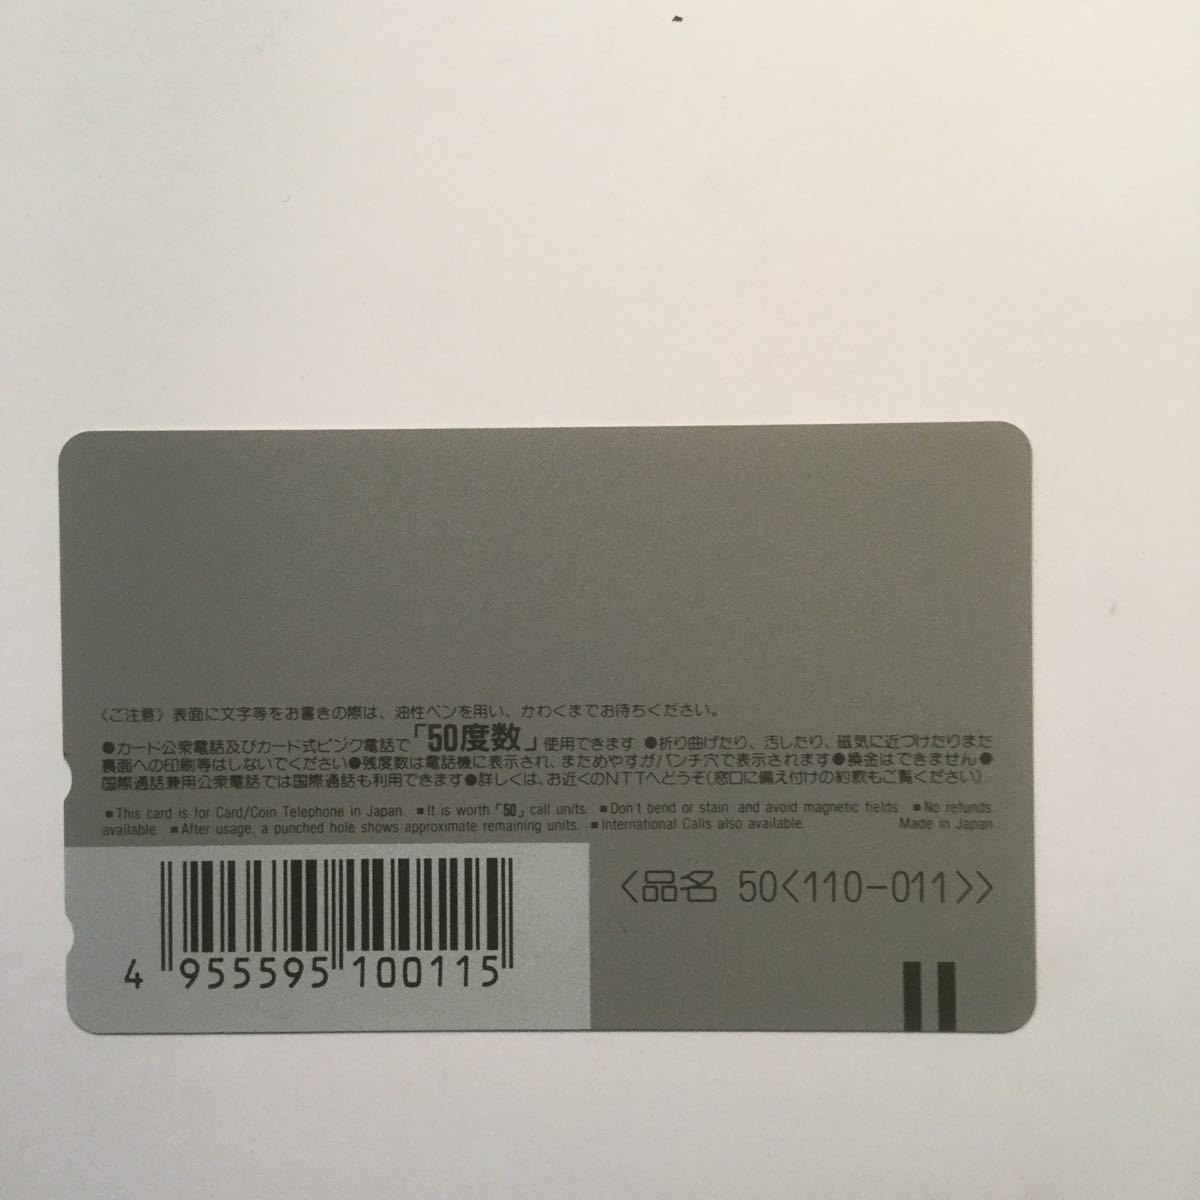 〈ご注意〉表面に文字等をお書きの際は、油性ペンを用い、かわくまでお待ちください。
●カード公衆電話及びカード式ピンク電話で「50度数」使用できます ●折り曲げたり、汚したり、磁気に近づけたりまた
裏面への印刷等はしないでください●残度数は電話機に表示され、まためやすがパンチ穴で表示されます●換金はできません●
国際通話兼用公衆電話では国際通話も利用できます●詳しくは、お近くのNTTへどうぞ(窓口に備え付けの約款もご覧ください)
■This card is for Card/Coin Telephone in Japan. ■It is worth「50」call units. ■Don't bend or stain and avoid magnetic fields. ■No refunds
available. ■After usage, a punched hole shows approximate remaining units. ■International Calls also available. Made in Japan
〈品名 50〈110-011〉〉
4 955595 100115